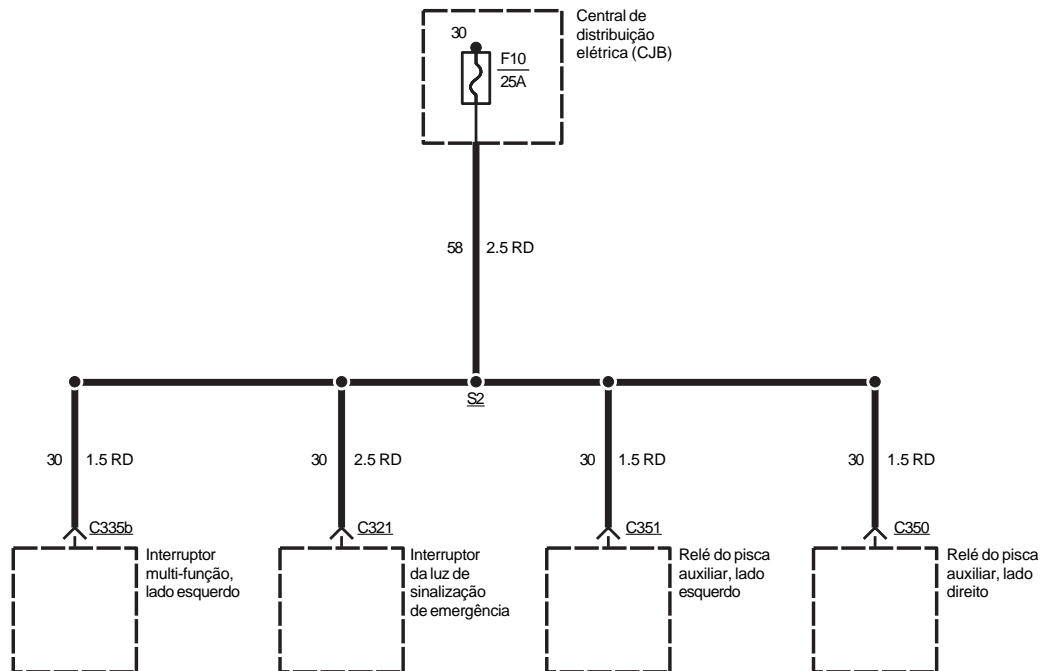 Central de
distribuição
elétrica (CJB)
30
F10
25A
58
2.5 RD
S2
30
1.5 RD
30
2.5 RD
30
1.5 RD
30
1.5 RD
C335b
C321
C351
C350
Interruptor
multi-função,
lado esquerdo
Interruptor
da luz de
sinalização
de emergência
Relé do pisca
auxiliar, lado
esquerdo
Relé do pisca
auxiliar, lado
direito